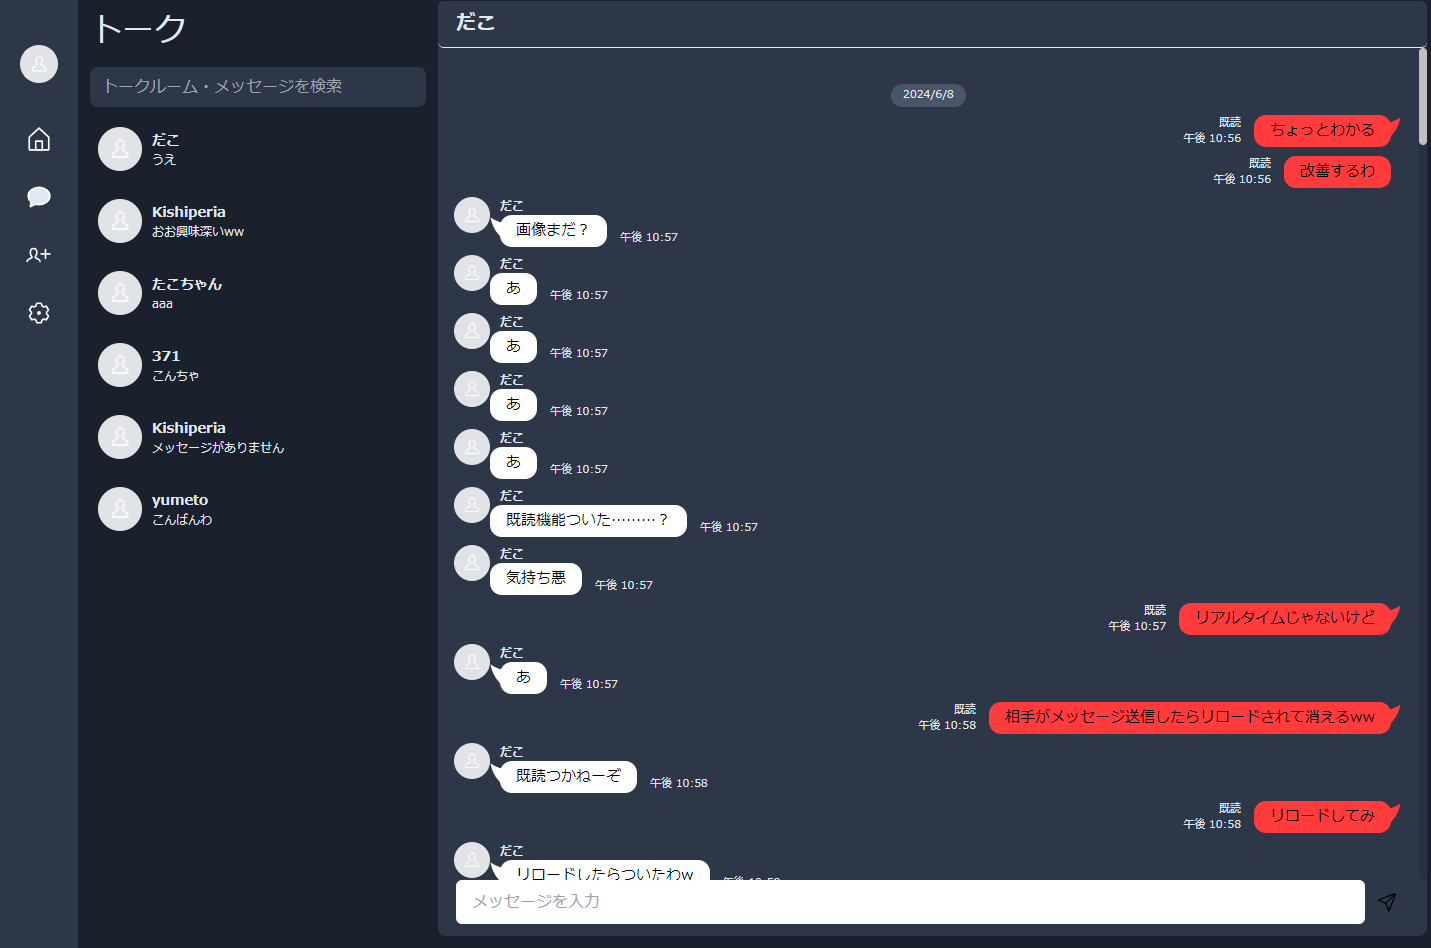 トーク
トークルーム・メッセージを検索
だこ
うえ
Kishiperia
おお興味深いww
たこちゃん
aaa
371
こんちゃ
Kishiperia
メッセージがありません
yumeto
こんばんわ
だこ
2024/6/8
既読
午後 10:56
ちょっとわかる
既読
午後 10:56
改善するわ
だこ
画像まだ？
午後 10:57
だこ
あ
午後 10:57
だこ
あ
午後 10:57
だこ
あ
午後 10:57
だこ
あ
午後 10:57
だこ
既読機能ついた………？
午後 10:57
だこ
気持ち悪
午後 10:57
既読
午後 10:57
リアルタイムじゃないけど
だこ
あ
午後 10:57
既読
午後 10:58
相手がメッセージ送信したらリロードされて消えるww
だこ
既読つかねーぞ
午後 10:58
既読
午後 10:58
リロードしてみ
だこ
リロードしたらついたわw
メッセージを入力